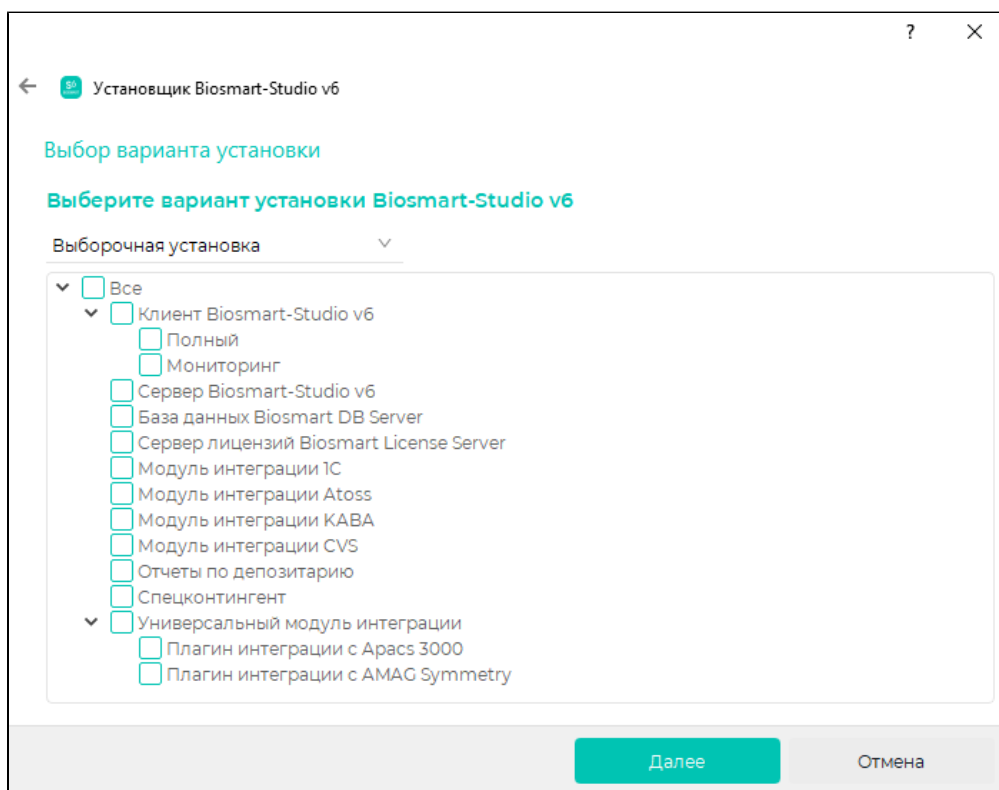 ?
Установщик Biosmart-Studio v6
Выбор варианта установки
Выберите вариант установки Biosmart-Studio v6
Выборочная установка
Все
Клиент Biosmart-Studio v6
Полный
Мониторинг
Сервер Biosmart-Studio v6
База данных Biosmart DB Server
Сервер лицензий Biosmart License Server
Модуль интеграции 1С
Модуль интеграции Atoss
Модуль интеграции KABA
Модуль интеграции CVS
Отчеты по депозитарию
Спецконтингент
Универсальный модуль интеграции
Плагин интеграции с Apacs 3000
Плагин интеграции с AMAG Symmetry
Далее
Отмена